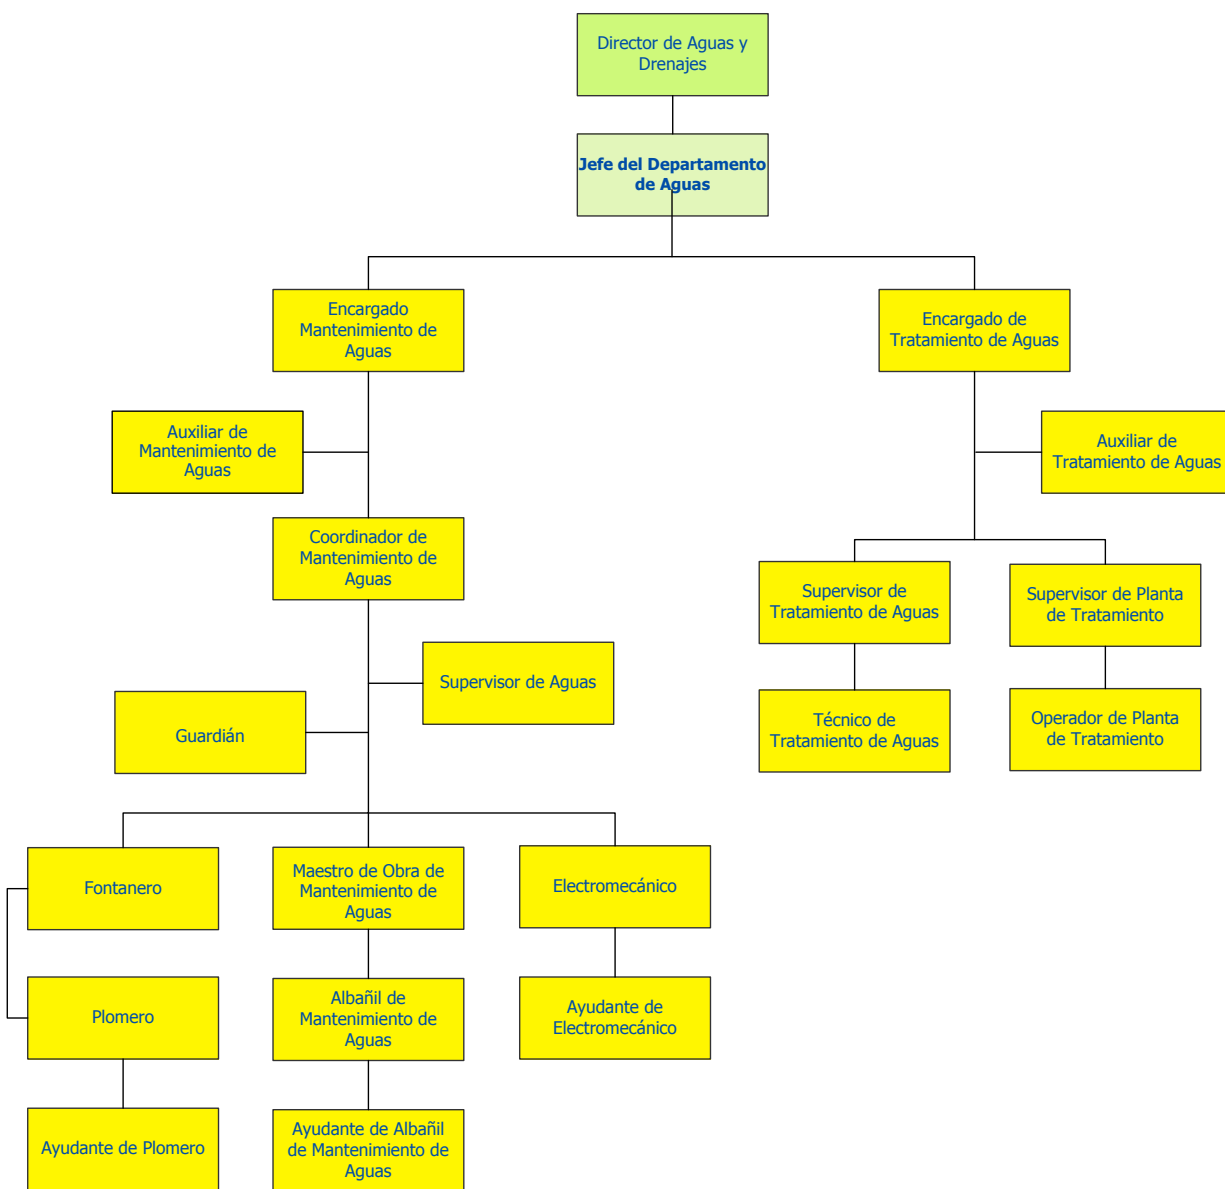 Director de Aguas y
Drenajes
Jefe del Departamento
de Aguas
Encargado
Mantenimiento de
Aguas
Encargado de
Tratamiento de Aguas
Auxiliar de
Mantenimiento de
Aguas
Auxiliar de
Tratamiento de Aguas
Coordinador de
Mantenimiento de
Aguas
Supervisor de
Tratamiento de Aguas
Supervisor de Planta
de Tratamiento
Supervisor de Aguas
Guardián
Técnico de
Tratamiento de Aguas
Operador de Planta
de Tratamiento
Fontanero
Maestro de Obra de
Mantenimiento de
Aguas
Electromecánico
Plomero
Albañil de
Mantenimiento de
Aguas
Ayudante de
Electromecánico
Ayudante de Plomero
Ayudante de Albañil
de Mantenimiento de
Aguas